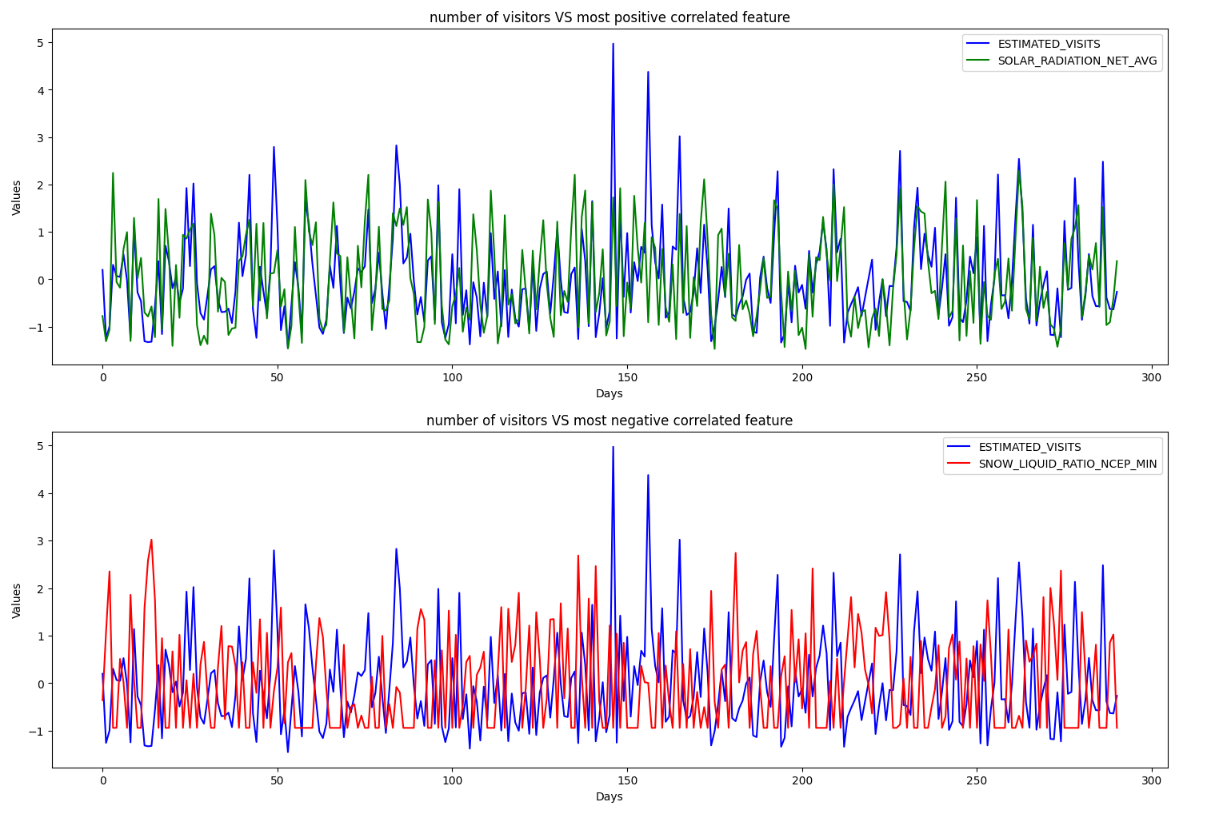 number of visitors VS most positive correlated feature
5
4
3
2
1
0
−1
Values
ESTIMATED_VISITS
SOLAR_RADIATION_NET_AVG
0 50 100 150 200 250 300
Days
number of visitors VS most negative correlated feature
5
4
3
2
1
0
−1
Values
ESTIMATED_VISITS
SNOW_LIQUID_RATIO_NCEP_MIN
0 50 100 150 200 250 300
Days